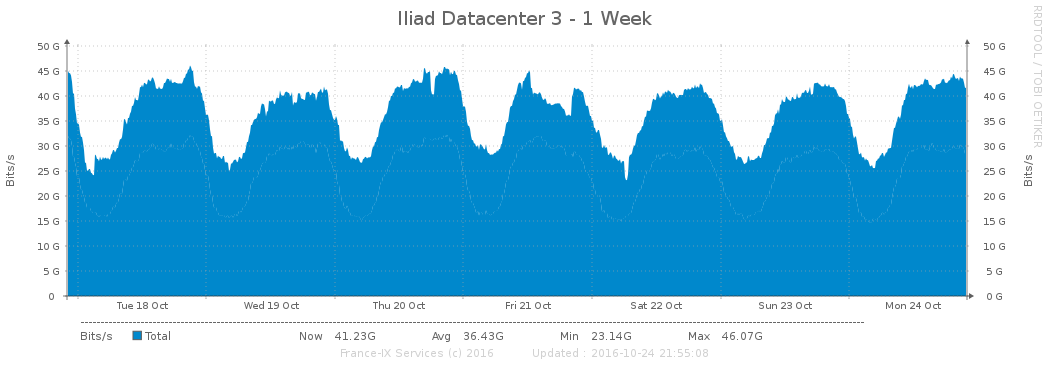 Iliad Datacenter 3 - 1 Week
RRDTOOL / TOBI OETIKER
Bits/s
Bits/s
50 G 50 G
45 G 45 G
40 G 40 G
35 G 35 G
30 G 30 G
25 G 25 G
20 G 20 G
15 G 15 G
10 G 10 G
5 G 5 G
0 0 G
Tue 18 Oct Wed 19 Oct Thu 20 Oct Fri 21 Oct Sat 22 Oct Sun 23 Oct Mon 24 Oct
Bits/s Total Now 41.23G Avg 36.43G Min 23.14G Max 46.07G
France-IX Services (c) 2016 Updated : 2016-10-24 21:55:08